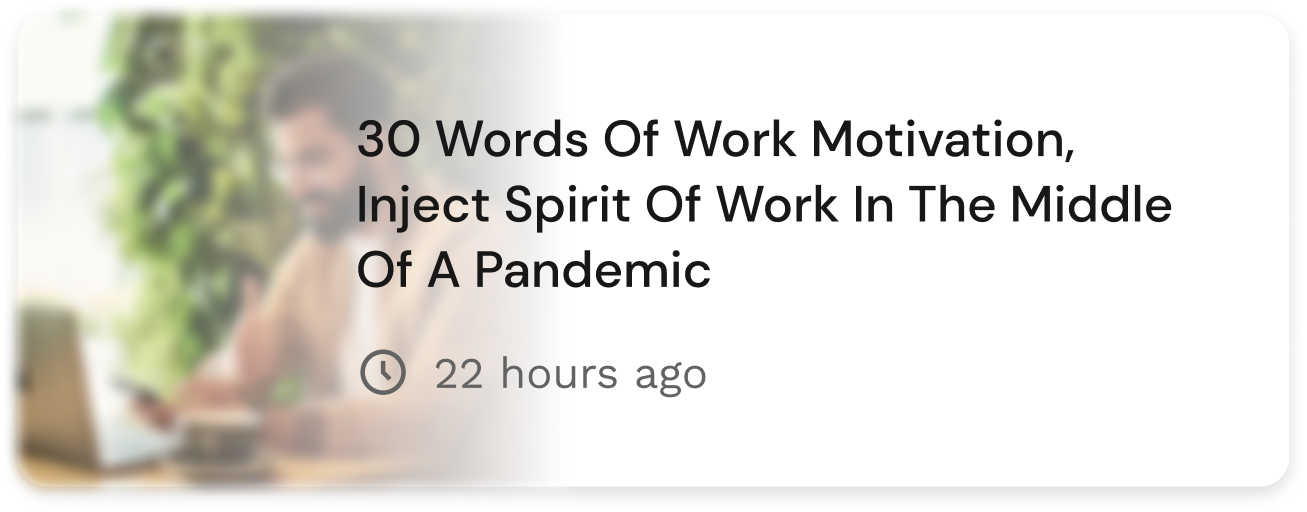 30 Words Of Work Motivation,
Inject Spirit Of Work In The Middle
Of A Pandemic
22 hours ago